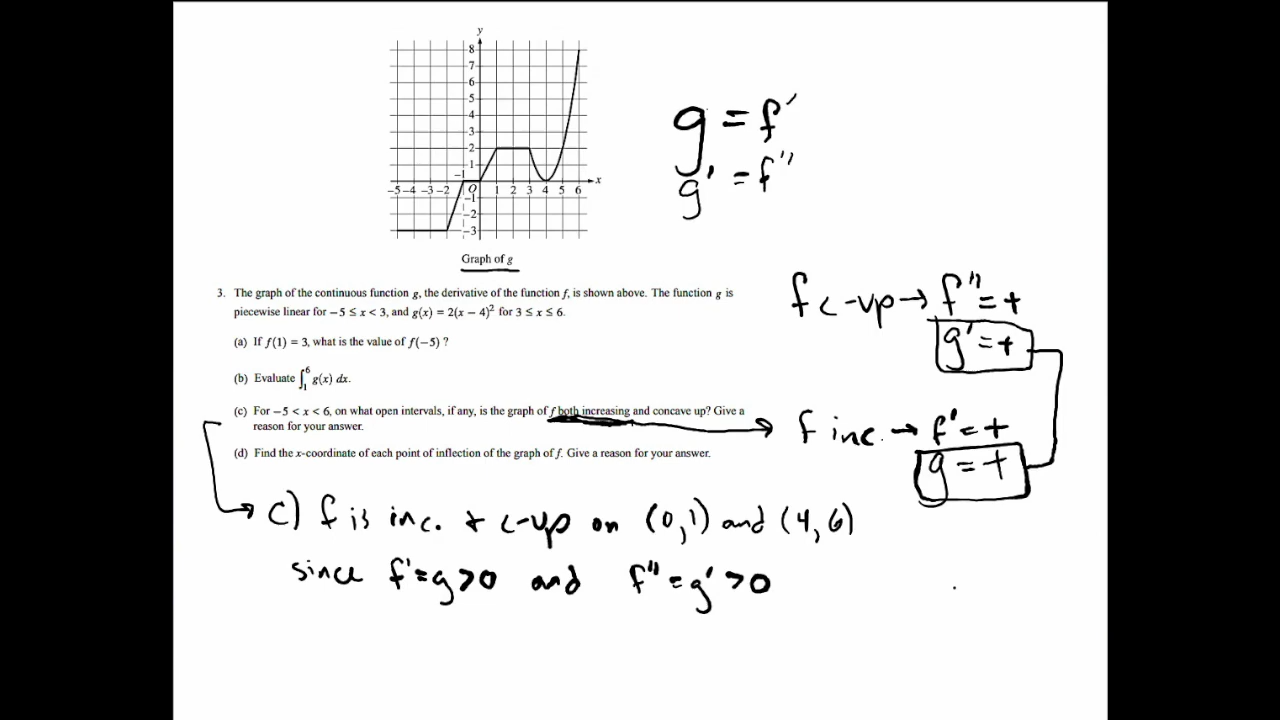 y
8
7
6
5
4
3
2
1
-1
-5 -4 -3 -2 O 1 2 3 4 5 6 x
-1
-2
-3
Graph of g
g = f'
g' = f"
3. The graph of the continuous function g, the derivative of the function f, is shown above. The function g is
piecewise linear for −5 ≤ x < 3, and g(x) = 2(x − 4)² for 3 ≤ x ≤ 6.
(a) If f(1) = 3, what is the value of f(−5) ?
(b) Evaluate ∫₁⁶ g(x) dx.
(c) For −5 < x < 6, on what open intervals, if any, is the graph of f both increasing and concave up? Give a
reason for your answer.
(d) Find the x-coordinate of each point of inflection of the graph of f. Give a reason for your answer.
f c-up → f" = +
g' = +
f inc. → f' = +
g = +
c) f is inc. + c-up on (0,1) and (4,6)
since f' = g > 0 and f" = g' > 0